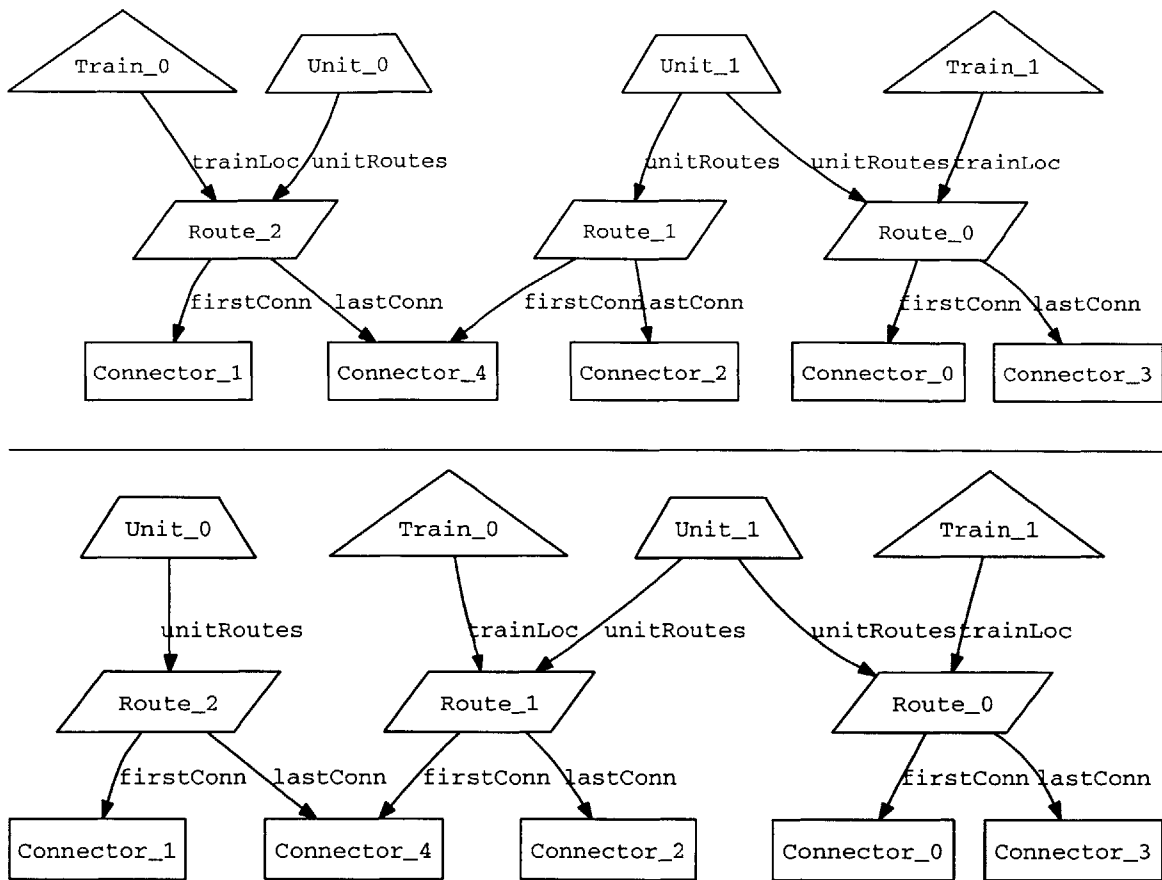 Train_0 Unit_0 Unit_1 Train_1
trainLoc unitRoutes unitRoutes unitRoutes trainLoc
Route_2 Route_1 Route_0
firstConn lastConn firstConn lastConn firstConn lastConn
Connector_1 Connector_4 Connector_2 Connector_0 Connector_3
Unit_0 Train_0 Unit_1 Train_1
unitRoutes trainLoc unitRoutes unitRoutes trainLoc
Route_2 Route_1 Route_0
firstConn lastConn firstConn lastConn firstConn lastConn
Connector_1 Connector_4 Connector_2 Connector_0 Connector_3